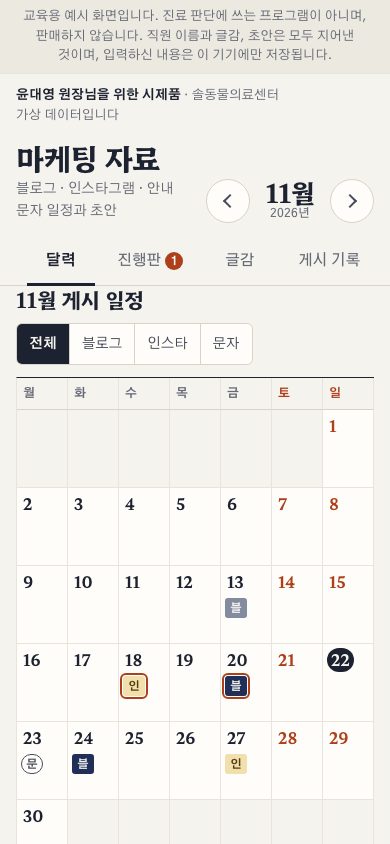 교육용 예시 화면입니다. 진료 판단에 쓰는 프로그램이 아니며,
판매하지 않습니다. 직원 이름과 글감, 초안은 모두 지어낸
것이며, 입력하신 내용은 이 기기에만 저장됩니다.
윤대영 원장님을 위한 시제품 · 솔동물의료센터
가상 데이터입니다
마케팅 자료
블로그 · 인스타그램 · 안내
문자 일정과 초안
11월
2026년
달력 진행판 1 글감 게시 기록
11월 게시 일정
전체 블로그 인스타 문자
월 화 수 목 금 토 일
1
2 3 4 5 6 7 8
9 10 11 12 13 14 15
블
16 17 18 19 20 21 22
인 블
23 24 25 26 27 28 29
문 블 인
30